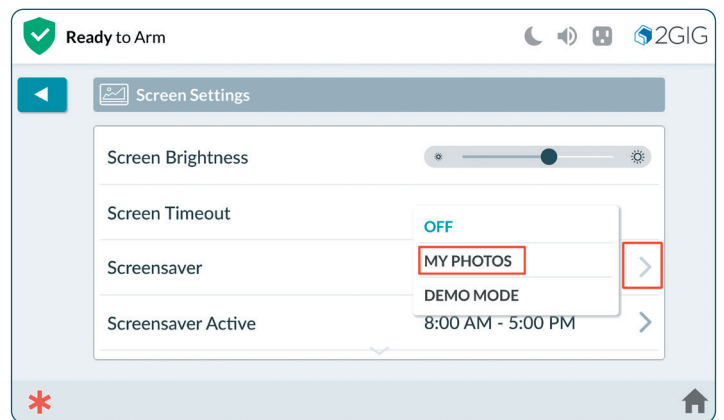 Ready to Arm
2GIG
Screen Settings
Screen Brightness
Screen Timeout
OFF
Screensaver
MY PHOTOS
DEMO MODE
Screensaver Active
8:00 AM - 5:00 PM